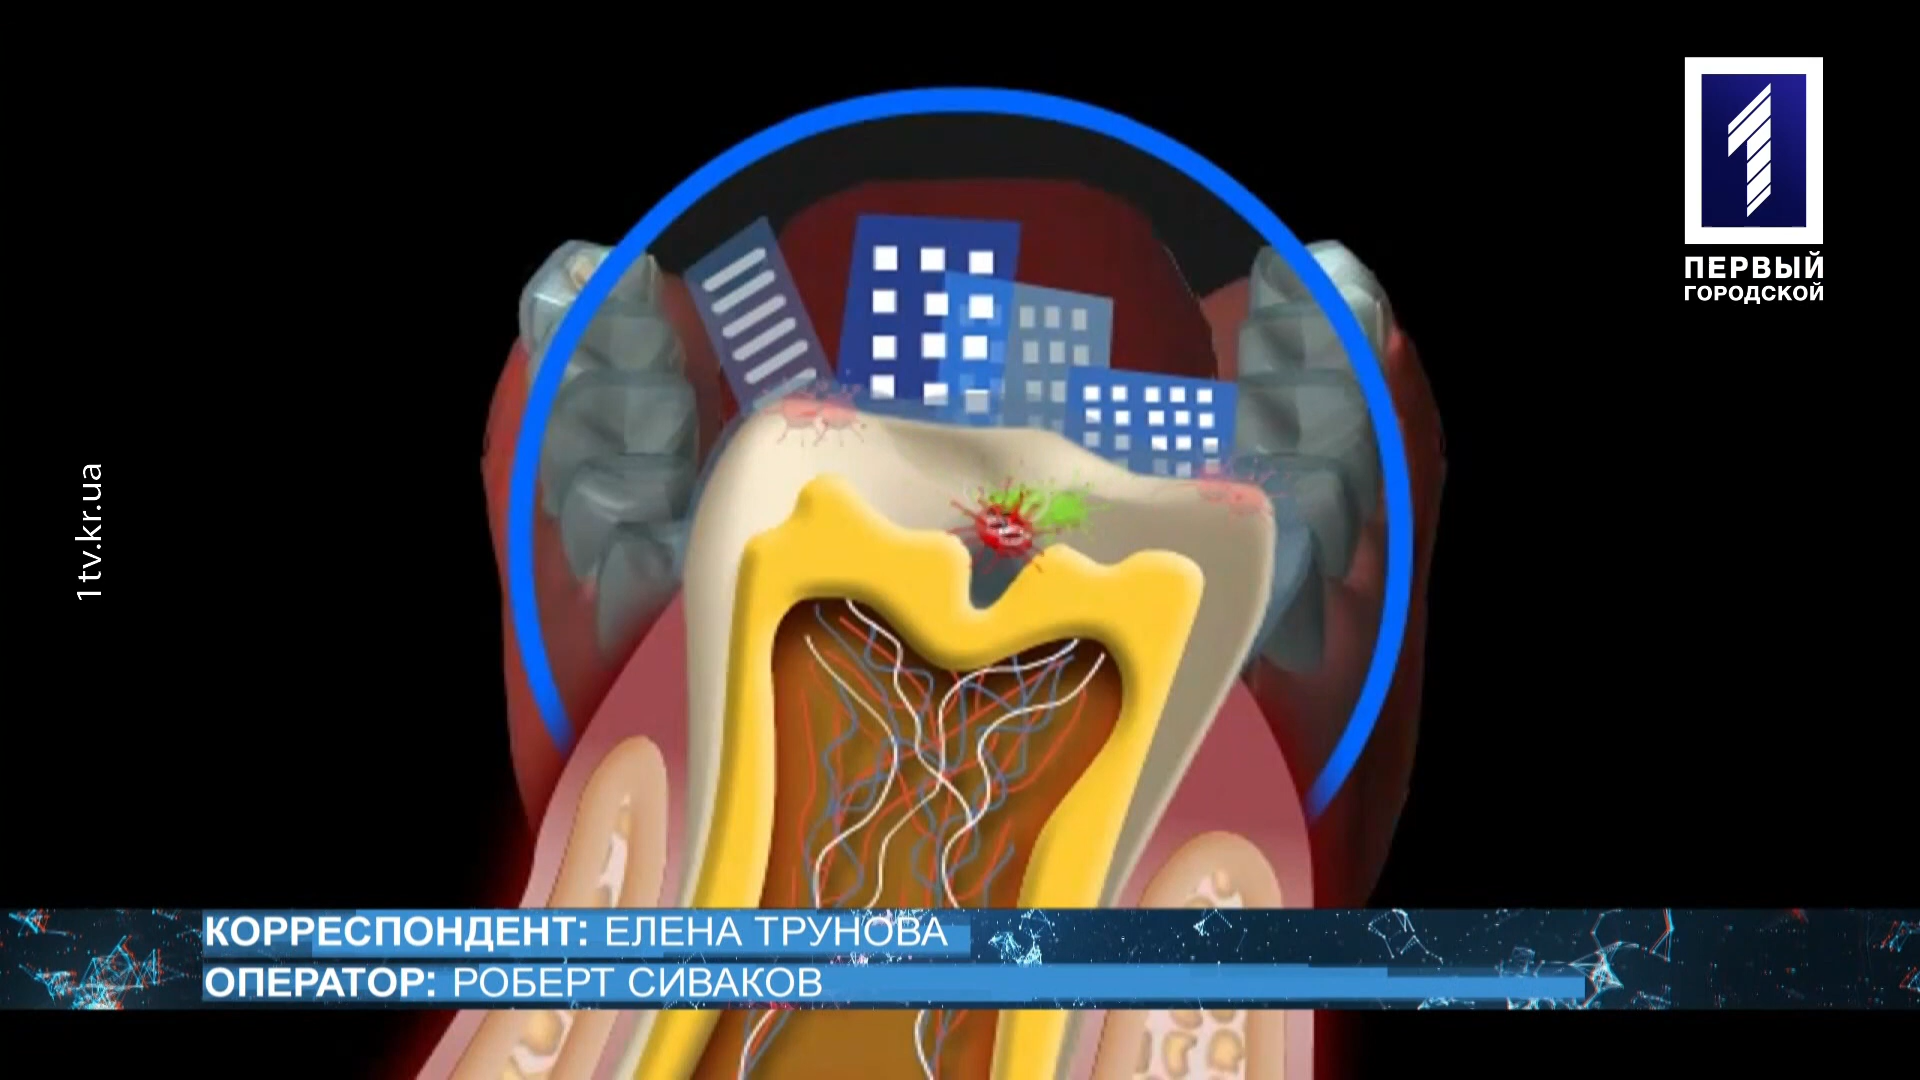 ПЕРВЫЙ
ГОРОДСКОЙ
1tv.kr.ua
КОРРЕСПОНДЕНТ: ЕЛЕНА ТРУНОВА
ОПЕРАТОР: РОБЕРТ СИВАКОВ